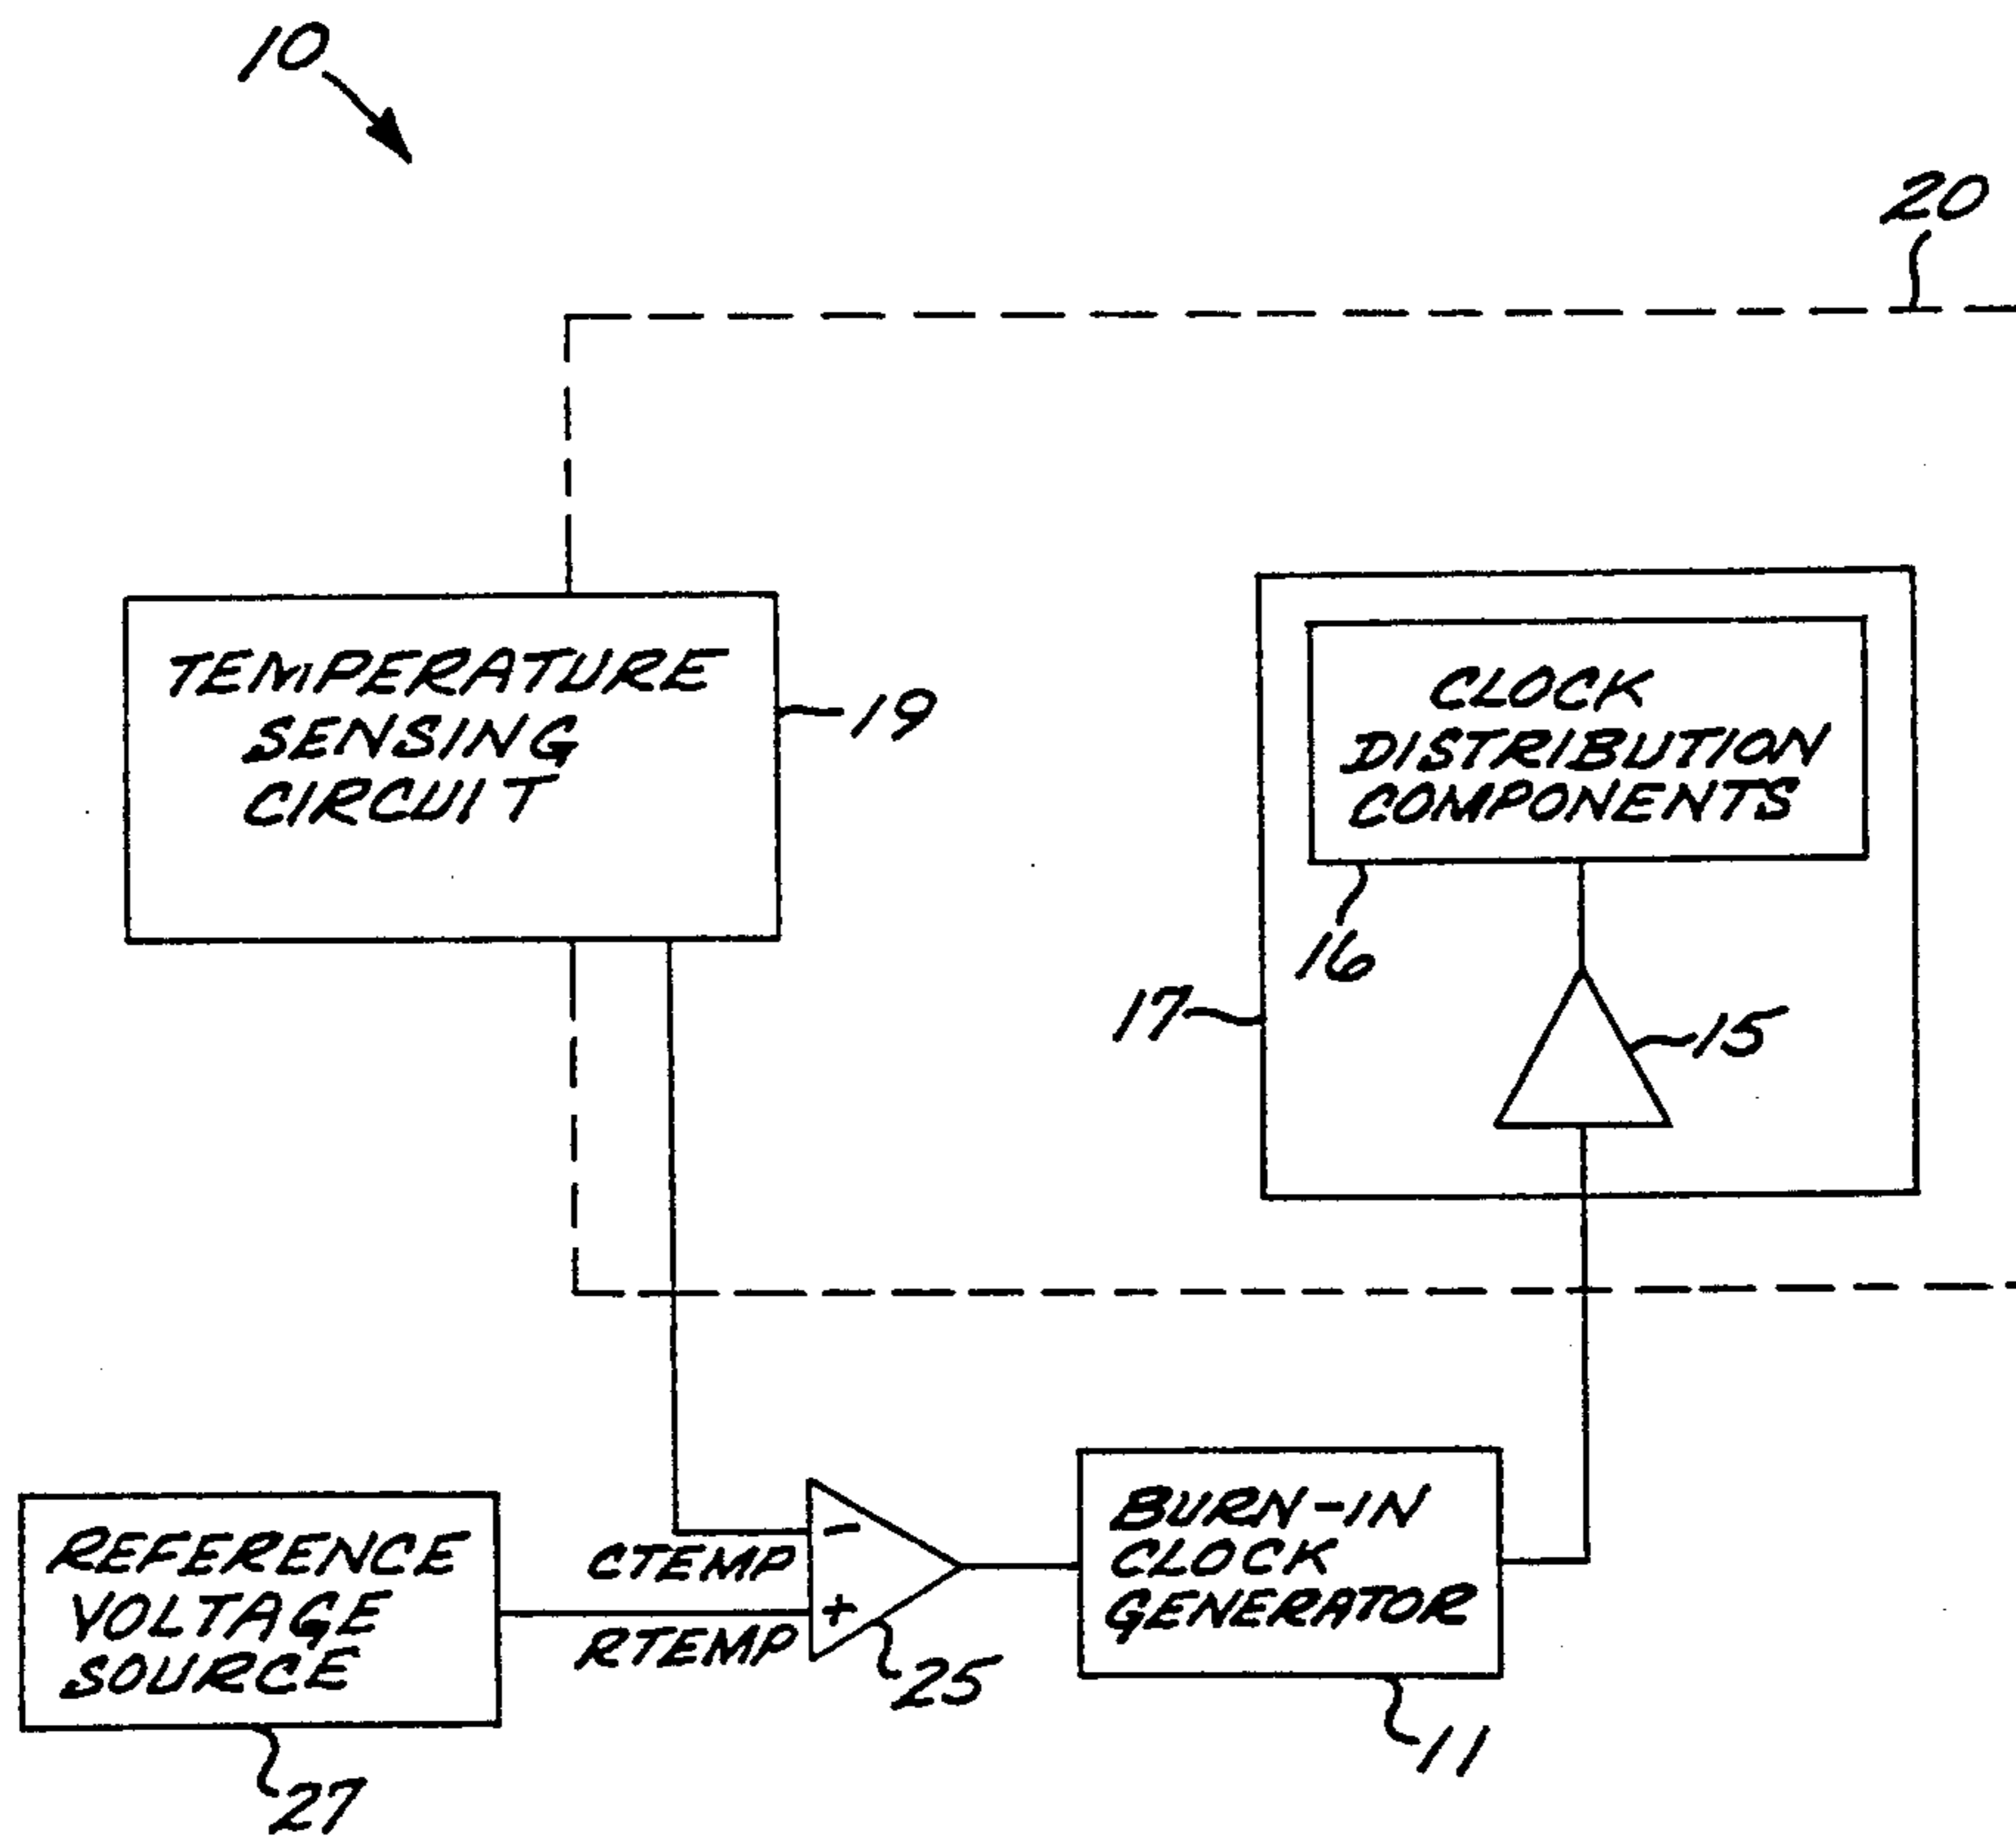 10
20
TEMPERATURE
SENSING
CIRCUIT
19
CLOCK
DISTRIBUTION
COMPONENTS
16
17
15
REFERENCE
VOLTAGE
SOURCE
27
CTEMP
RTEMP
-
+
25
BURN-IN
CLOCK
GENERATOR
11